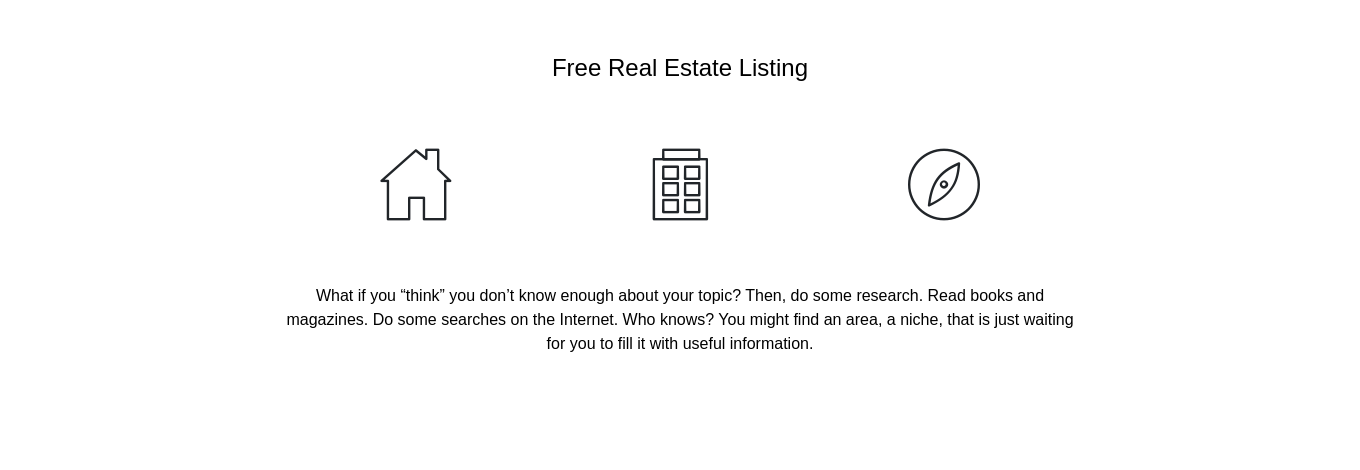 Free Real Estate Listing
What if you “think” you don’t know enough about your topic? Then, do some research. Read books and
magazines. Do some searches on the Internet. Who knows? You might find an area, a niche, that is just waiting
for you to fill it with useful information.